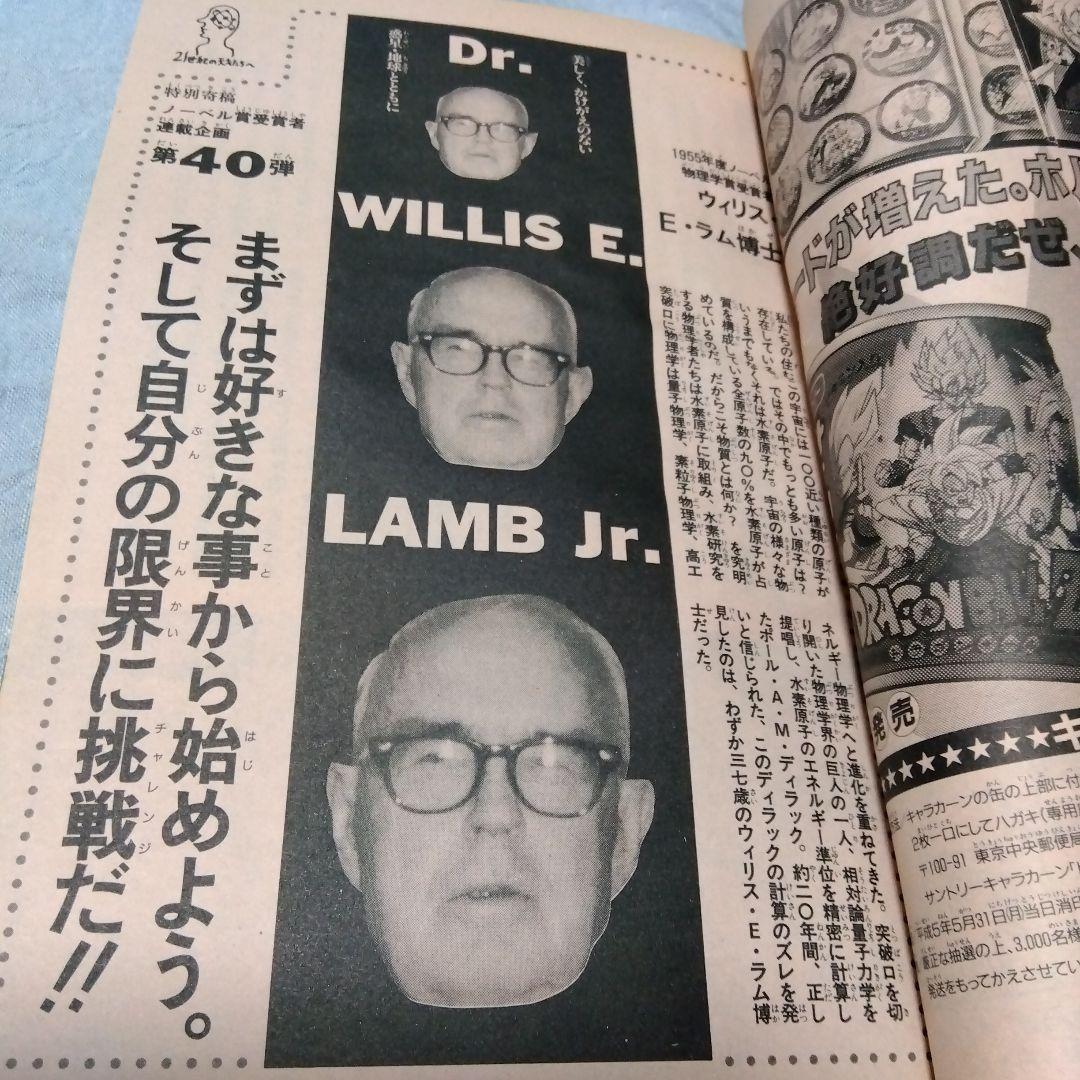 21世紀の天才たちへ
特別寄稿
ノーベル賞受賞者
連載企画
第40弾
まずは好きな事から始めよう。
そして自分の限界に挑戦だ!!
チャレンジ
美しく、かけがえのない
惑星・地球とともに
Dr.
WILLIS E.
LAMB Jr.
1955年度ノーベル
物理学賞受賞者
ウィリス・
E・ラム博士
私たちの住むこの宇宙には一〇〇近い種類の原子が
存在している。ではその中でもっとも多い原子は?
いうまでもなくそれは水素原子だ。宇宙の様々な物
質を構成している全原子数の九〇%を水素原子が占
めているのだ。だからこそ物質とは何か?を究明
する物理学者たちは水素原子に取組み、水素研究を
突破口に物理学は量子物理学、素粒子物理学、高エ
ネルギー物理学へと進化を重ねてきた。突破口を切
り開いた物理学界の巨人の一人、相対論量子力学を
提唱し、水素原子のエネルギー準位を精密に計算し
たポール・A・M・ディラック。約二〇年間、正し
いと信じられた、このディラックの計算のズレを発
見したのは、わずか三七歳のウィリス・E・ラム博
士だった。
ードが増えた。ホル
絶好調だぜ、
DRAGON BALL Z
発売
★★★★★★★★キ
キャラカーンの缶の上部に付
2枚一口にしてハガキ(専用
〒100-91 東京中央郵便局
サントリーキャラカーン「
平成5年5月31日(月)当日消印
厳正な抽選の上、3,000名様
発送をもってかえさせてい